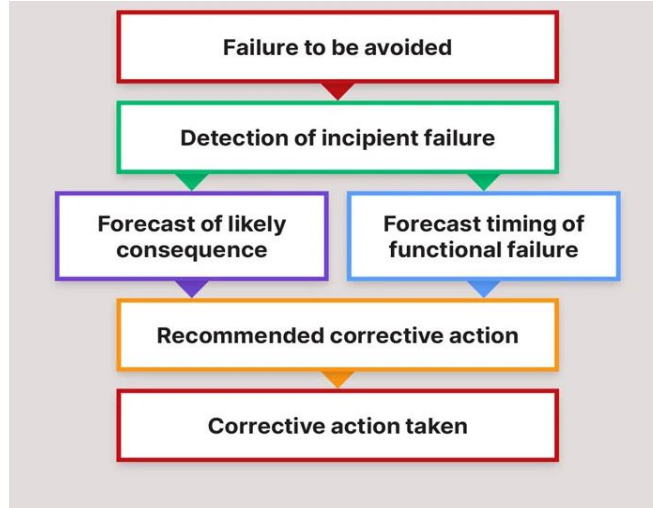 Failure to be avoided
Detection of incipient failure
Forecast of likely
consequence
Forecast timing of
functional failure
Recommended corrective action
Corrective action taken